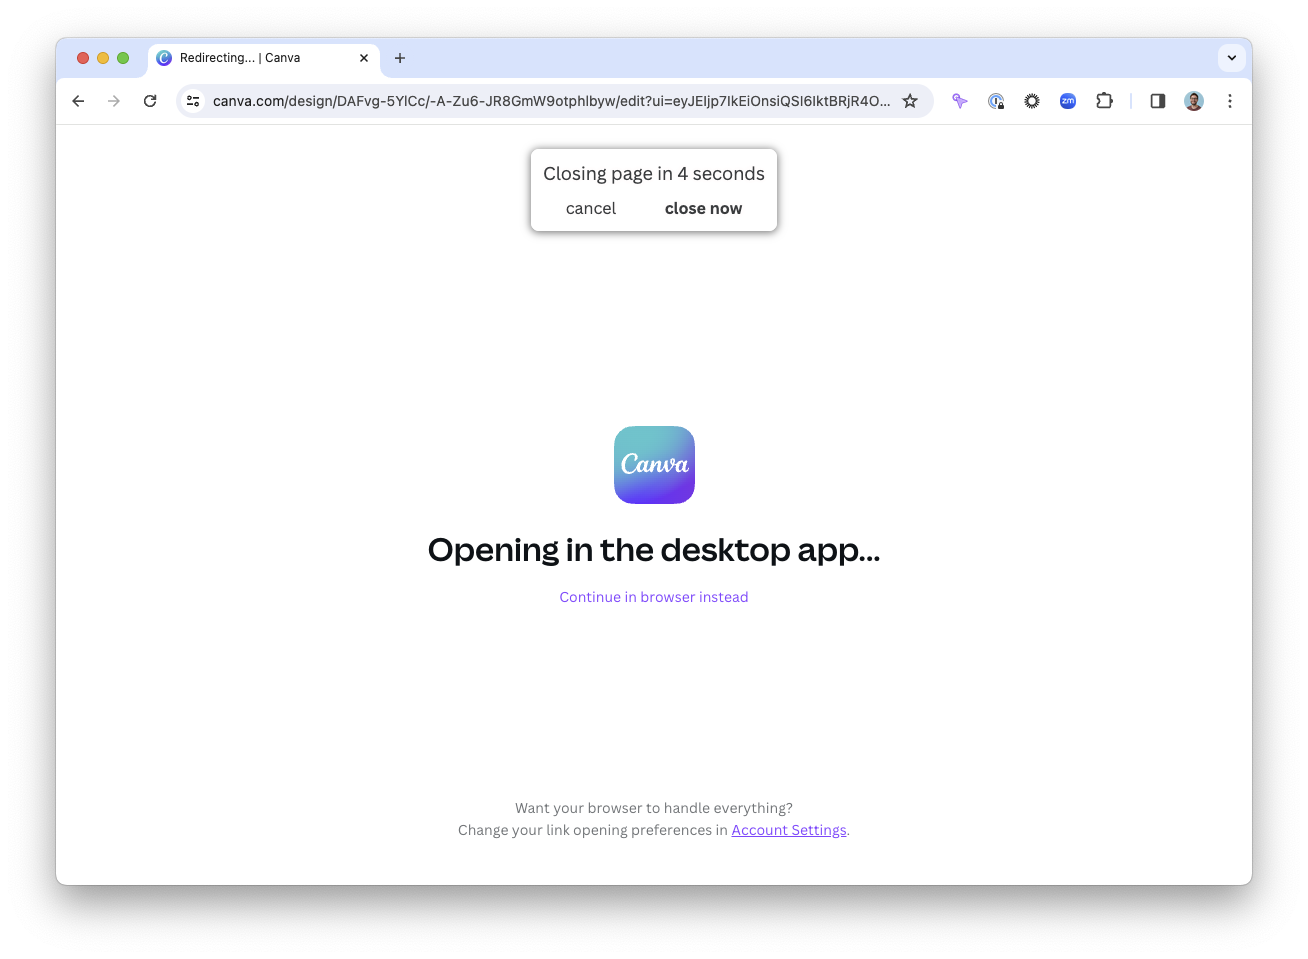 Redirecting... | Canva
canva.com/design/DAFvg-5YlCc/-A-Zu6-JR8GmW9otphlbyw/edit?ui=eyJEIjp7IkEiOnsiQSI6IktBRjR4O...
zm
Closing page in 4 seconds
cancel close now
Canva
Opening in the desktop app...
Continue in browser instead
Want your browser to handle everything?
Change your link opening preferences in Account Settings.